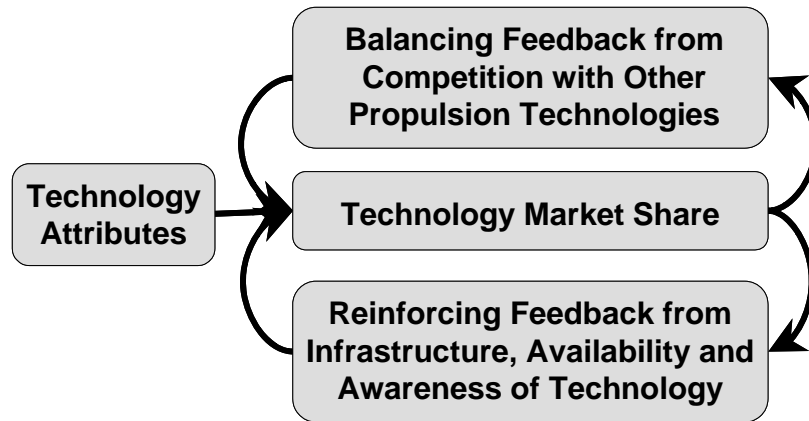 Balancing Feedback from
Competition with Other
Propulsion Technologies
Technology
Attributes
Technology Market Share
Reinforcing Feedback from
Infrastructure, Availability and
Awareness of Technology